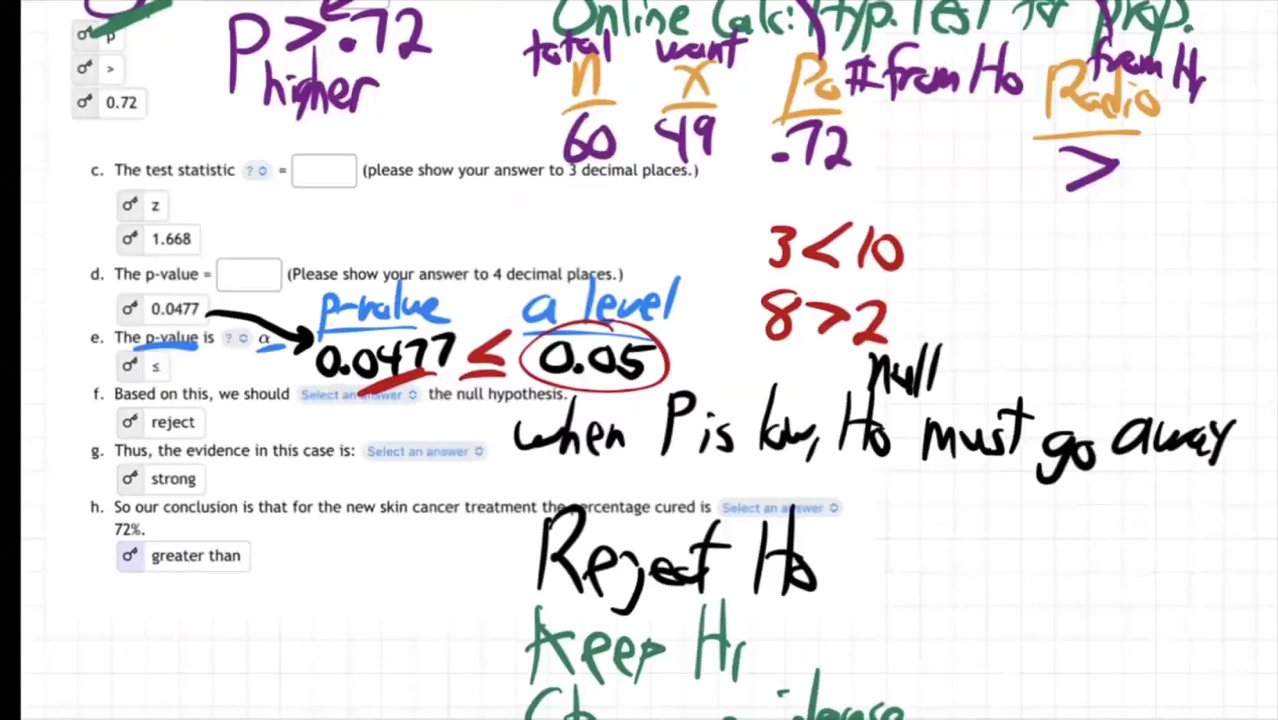 Online Calc: Hyp. Test for prop.
p
>
0.72
P > .72
higher
total want # from Ho from H1
n x Po Radio
60 49 .72 >
c. The test statistic ? = (please show your answer to 3 decimal places.)
z
1.668
3 < 10
8 > 2
d. The p-value = (Please show your answer to 4 decimal places.)
0.0477
p-value a level
0.0477 ≤ 0.05
e. The p-value is ? α
≤
f. Based on this, we should Select an answer the null hypothesis.
reject
null
when P is low, Ho must go away
g. Thus, the evidence in this case is: Select an answer
strong
h. So our conclusion is that for the new skin cancer treatment the percentage cured is Select an answer
72%.
greater than
Reject Ho
Keep H1